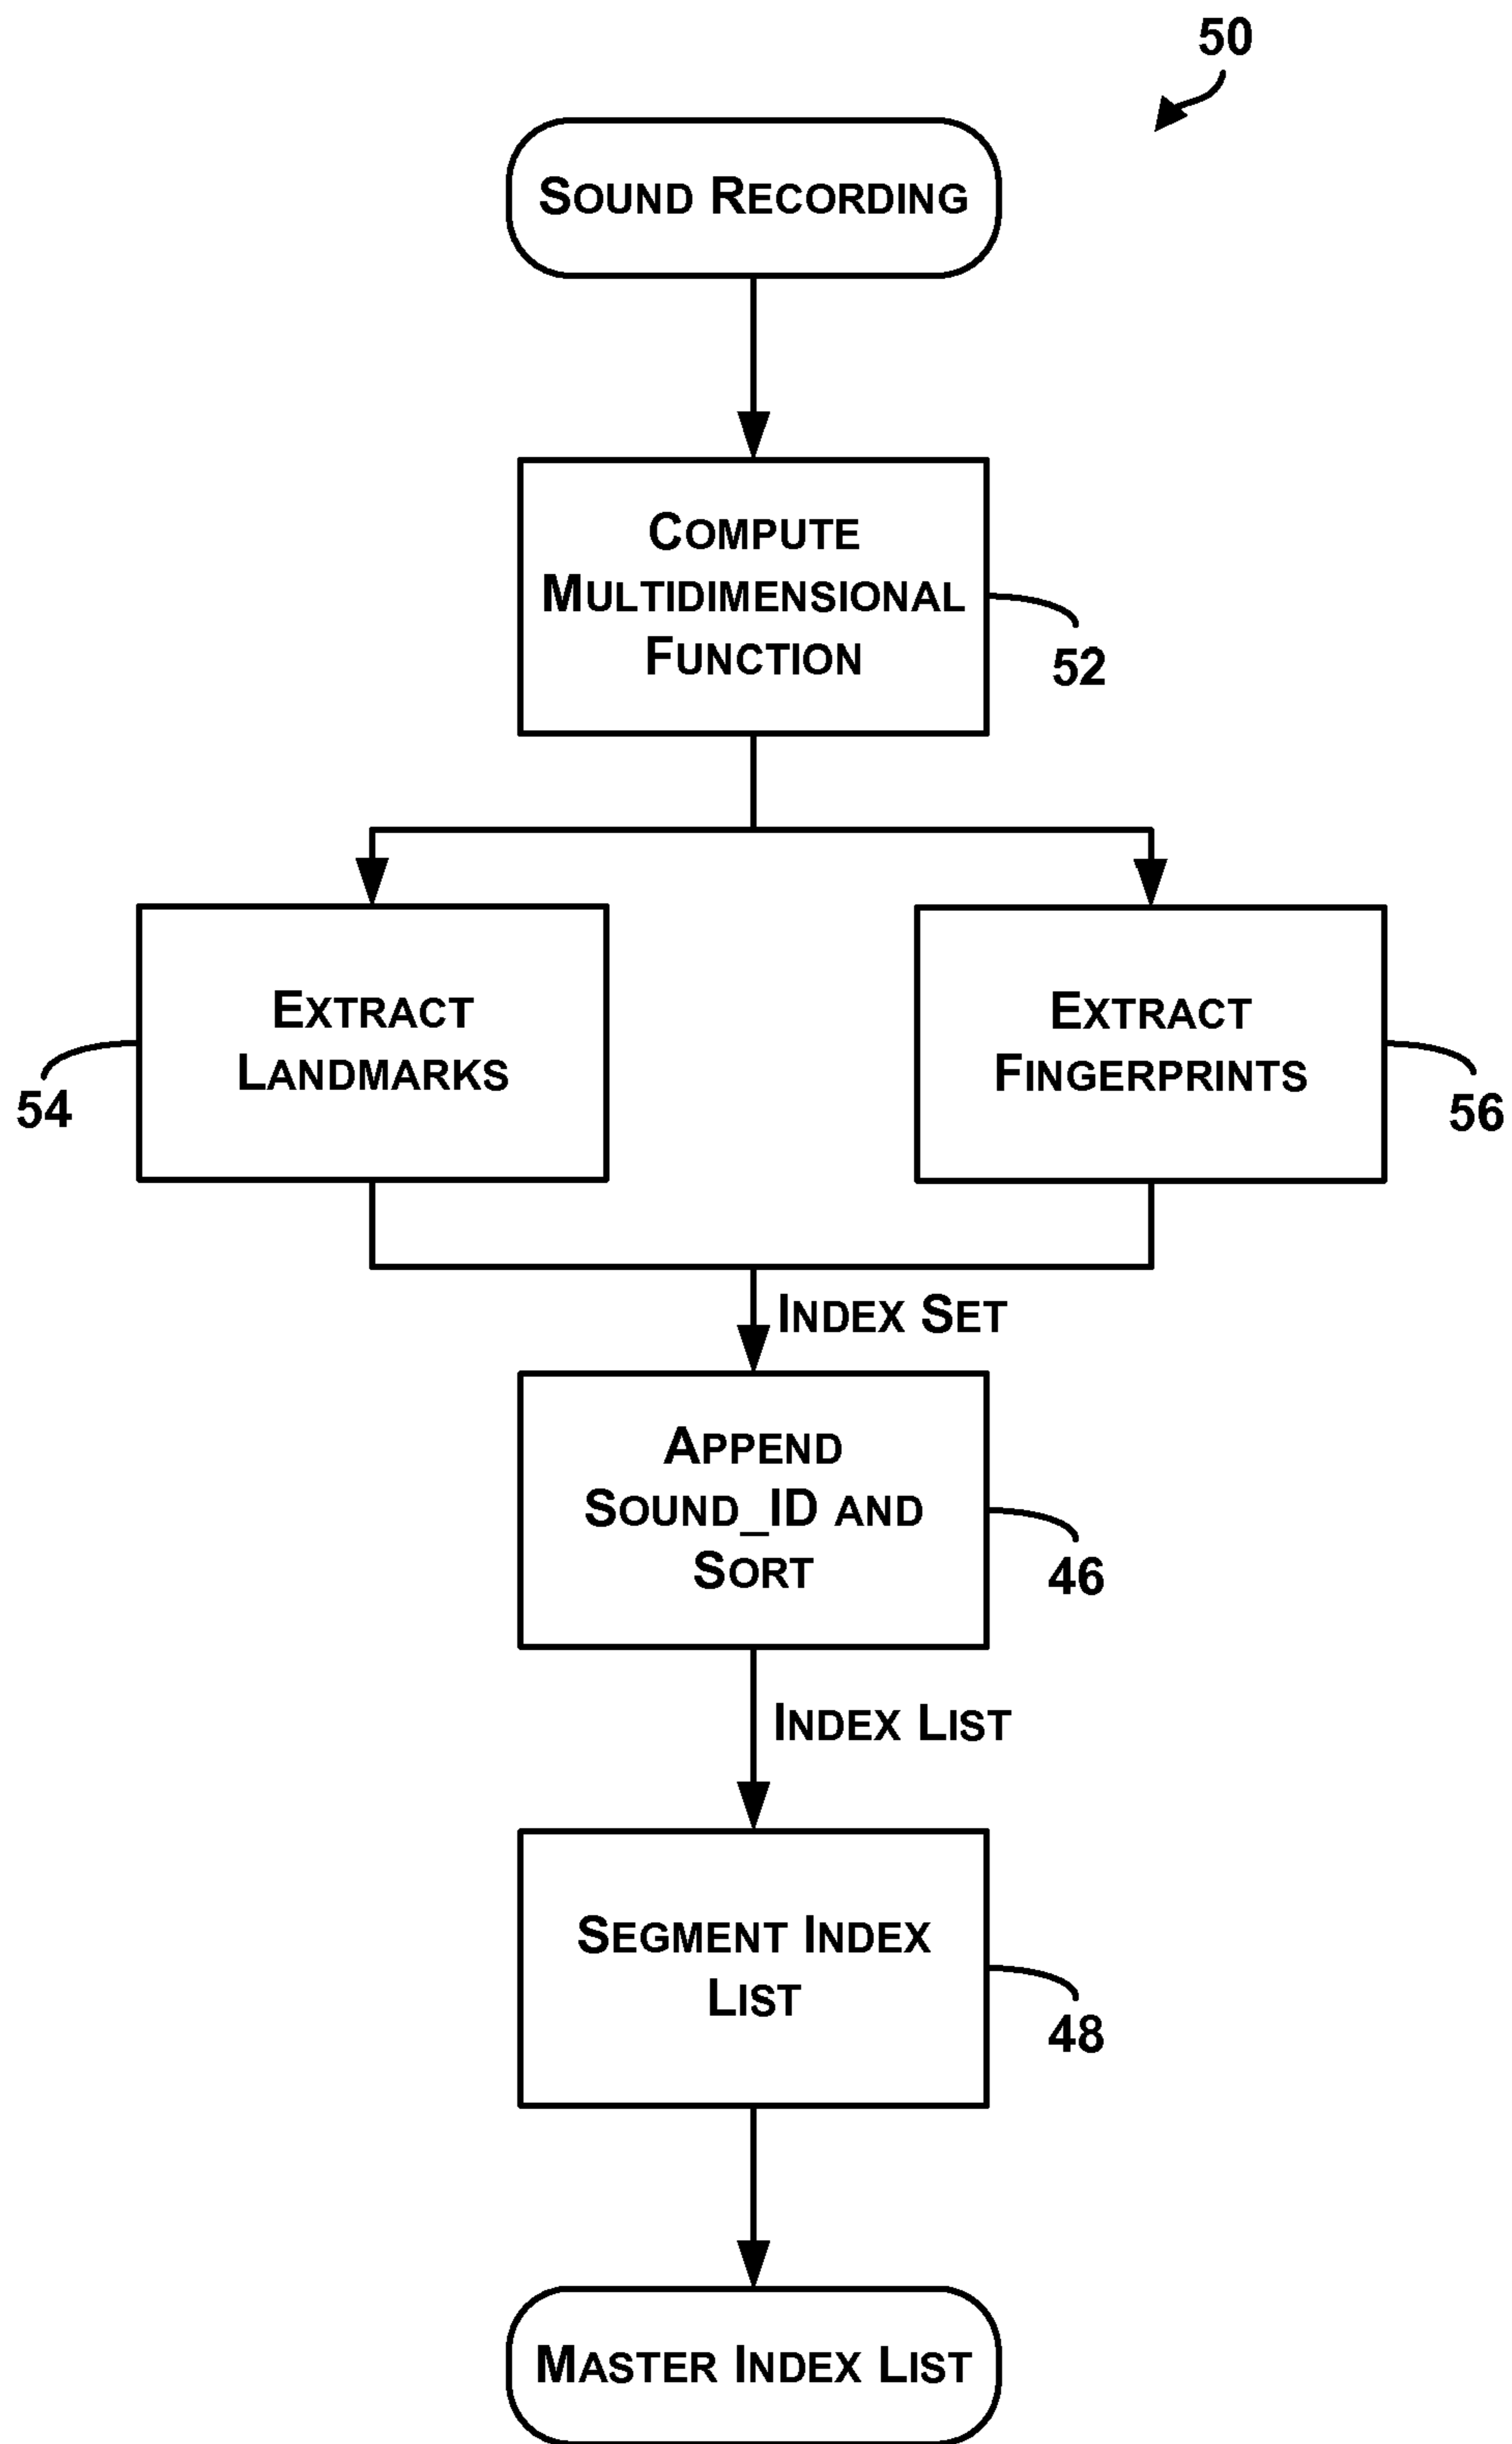 50
SOUND RECORDING
COMPUTE
MULTIDIMENSIONAL
FUNCTION
52
EXTRACT
LANDMARKS
54
EXTRACT
FINGERPRINTS
56
INDEX SET
APPEND
SOUND_ID AND
SORT
46
INDEX LIST
SEGMENT INDEX
LIST
48
MASTER INDEX LIST